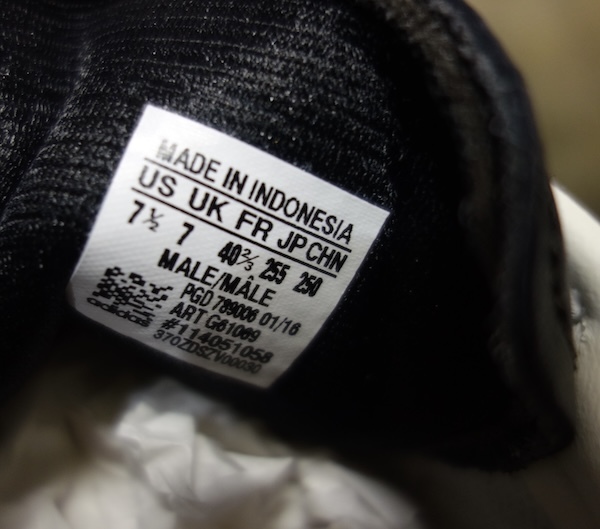 MADE IN INDONESIA
US UK FR JP CHN
7½ 7 40⅔ 255 250
MALE/MÂLE
PGD 789006 01/16
ART G61069
#114051058
370ZDSZV00030
adidas